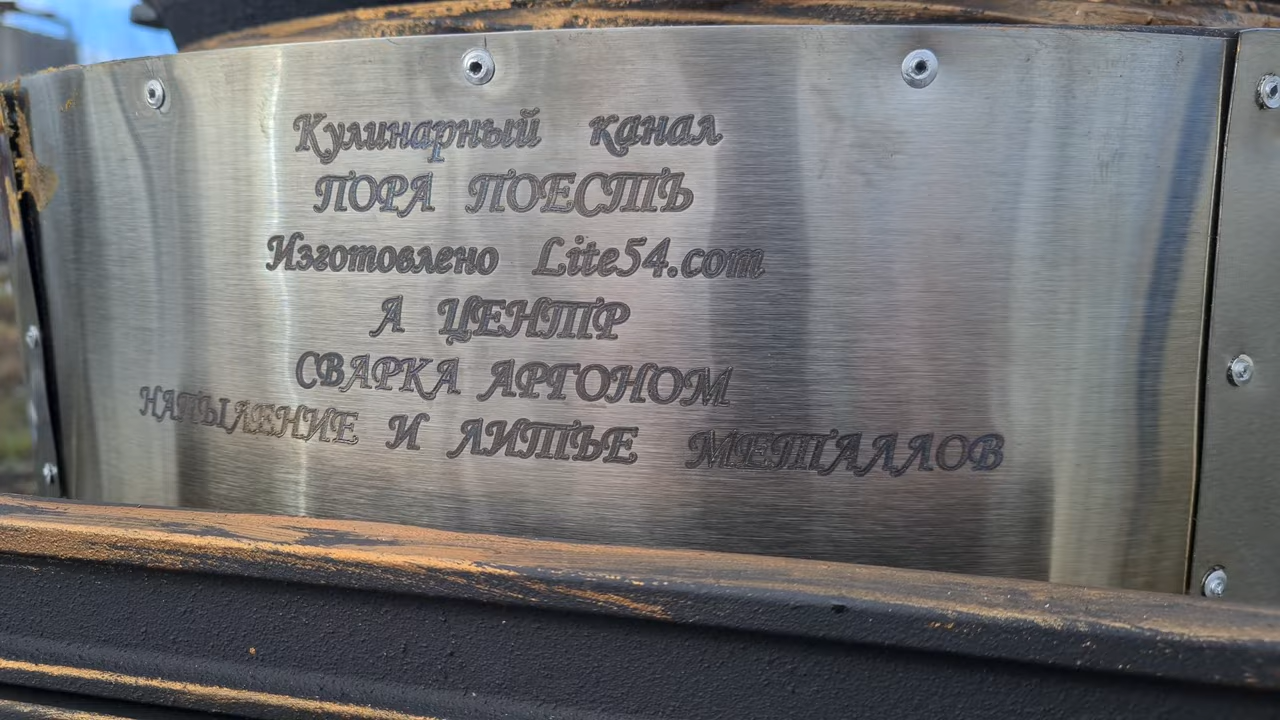 Кулинарный канал
ПОРА ПОЕСТЬ
Изготовлено Lite54.com
А ЦЕНТР
СВАРКА АРГОНОМ
НАПЫЛЕНИЕ И ЛИТЬЕ МЕТАЛЛОВ